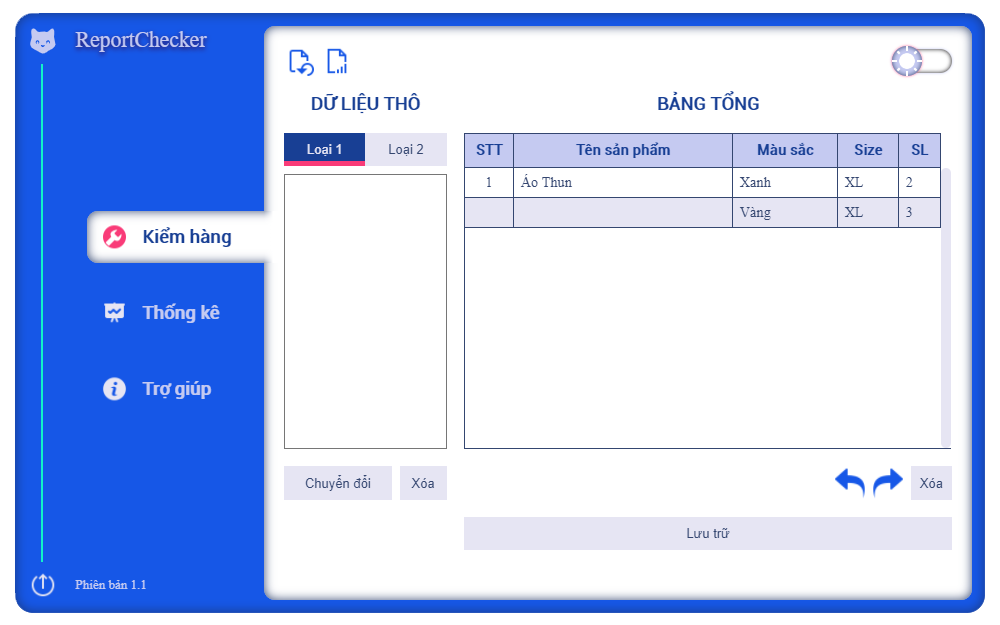 ReportChecker
Kiểm hàng
Thống kê
Trợ giúp
Phiên bản 1.1
DỮ LIỆU THÔ
Loại 1 Loại 2
Chuyển đổi Xóa
BẢNG TỔNG
STT Tên sản phẩm Màu sắc Size SL
1 Áo Thun Xanh XL 2
Vàng XL 3
Xóa
Lưu trữ